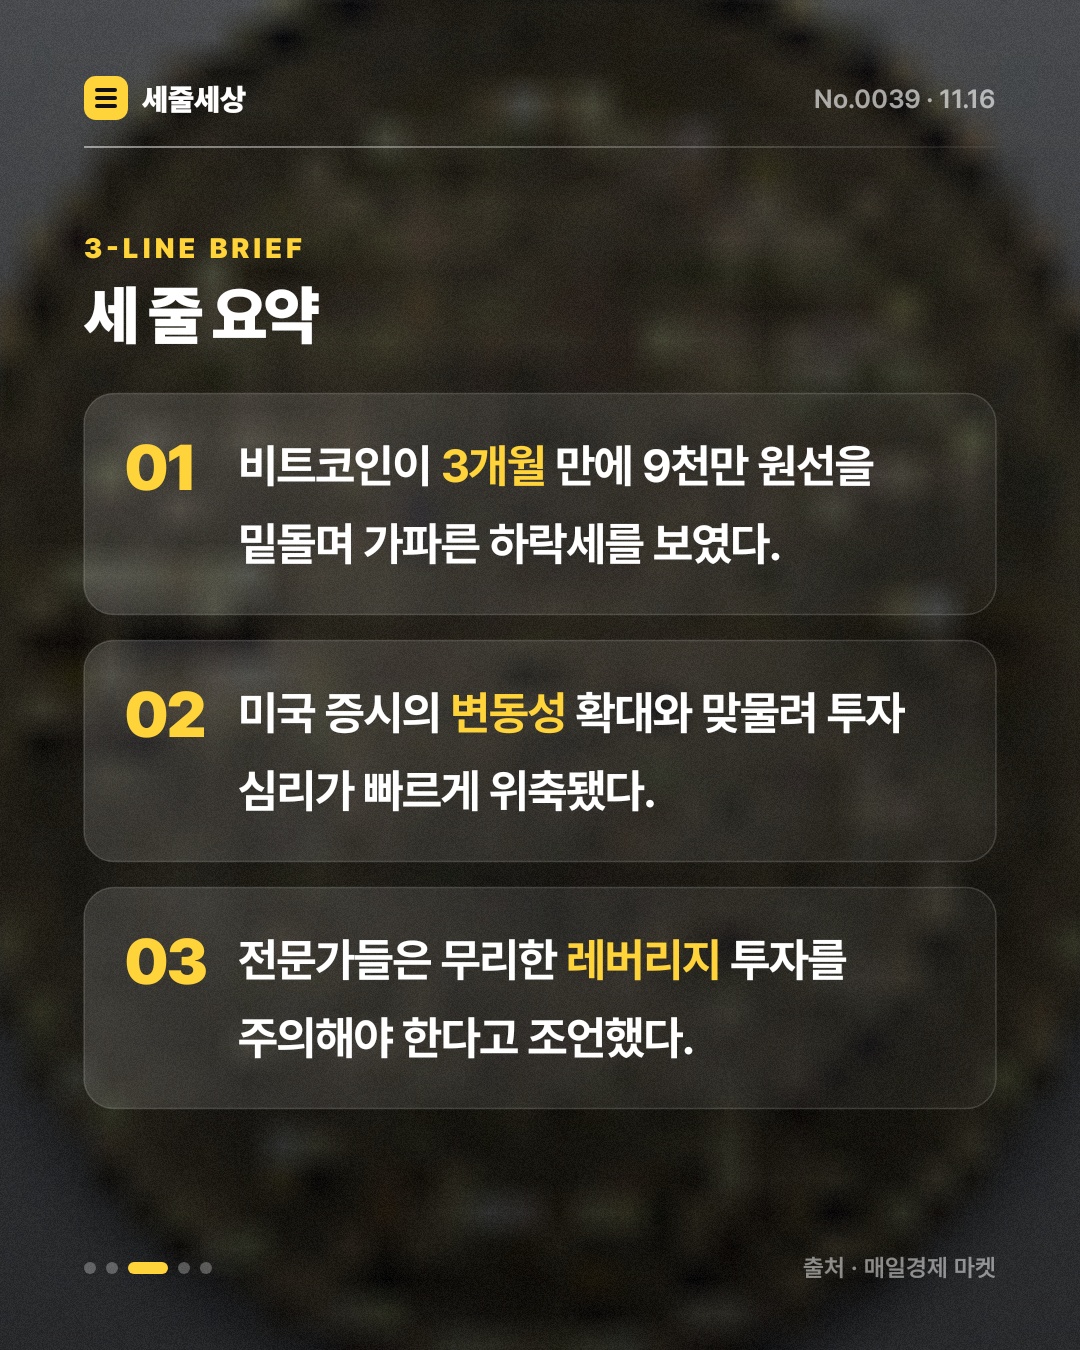 세줄세상
No.0039 · 11.16
3-LINE BRIEF
세 줄 요약
01 비트코인이 3개월 만에 9천만 원선을
밑돌며 가파른 하락세를 보였다.
02 미국 증시의 변동성 확대와 맞물려 투자
심리가 빠르게 위축됐다.
03 전문가들은 무리한 레버리지 투자를
주의해야 한다고 조언했다.
출처 · 매일경제 마켓